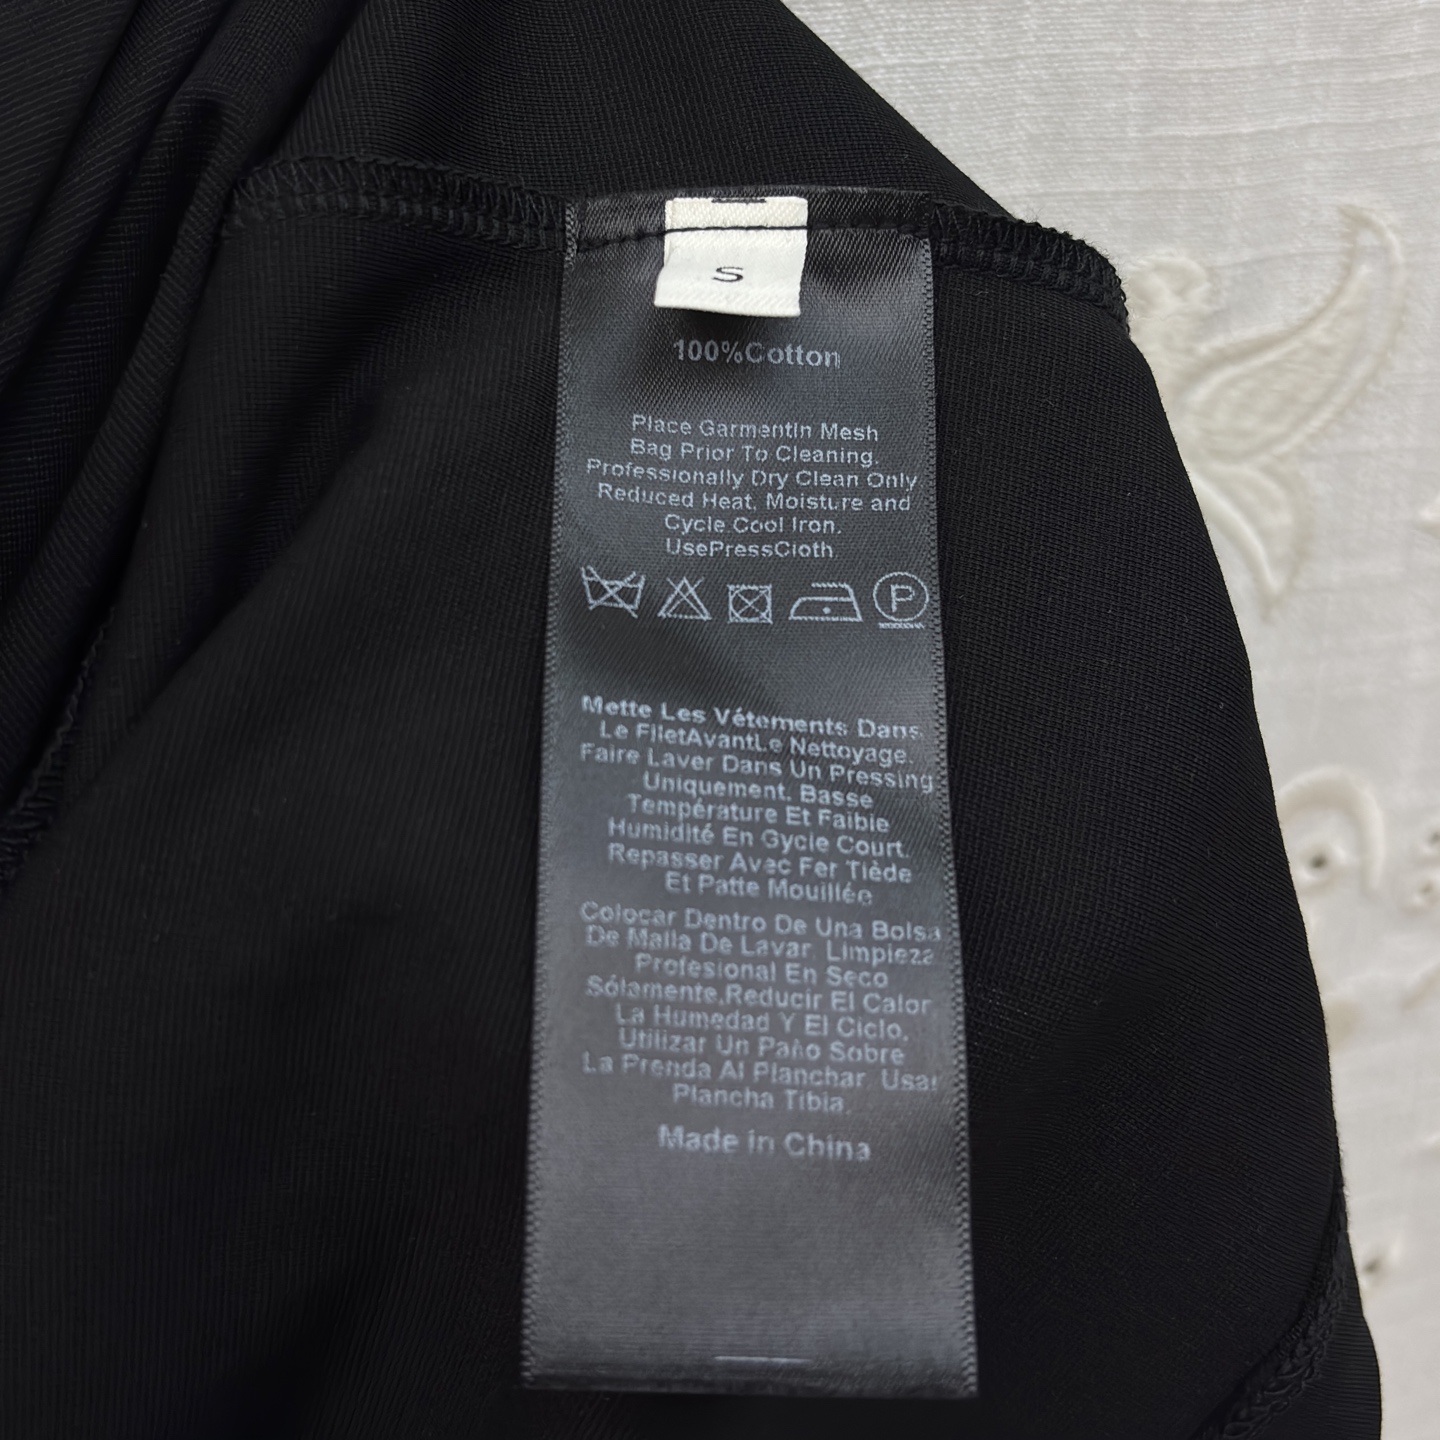 S
100%Cotton
Place GarmentIn Mesh
Bag Prior To Cleaning.
Professionally Dry Clean Only
Reduced Heat, Moisture and
Cycle.Cool Iron.
UsePressCloth
P
Mette Les Vêtements Dans
Le FiletAvantLe Nettoyage.
Faire Laver Dans Un Pressing
Uniquement. Basse
Température Et Faibie
Humidité En Gycle Court.
Repasser Avec Fer Tiède
Et Patte Mouillée
Colocar Dentro De Una Bolsa
De Malla De Lavar. Limpieza
Profesional En Seco
Sólamente,Reducir El Calor
La Humedad Y El Ciclo,
Utilizar Un Paño Sobre
La Prenda Al Planchar. Usar
Plancha Tibia.
Made in China